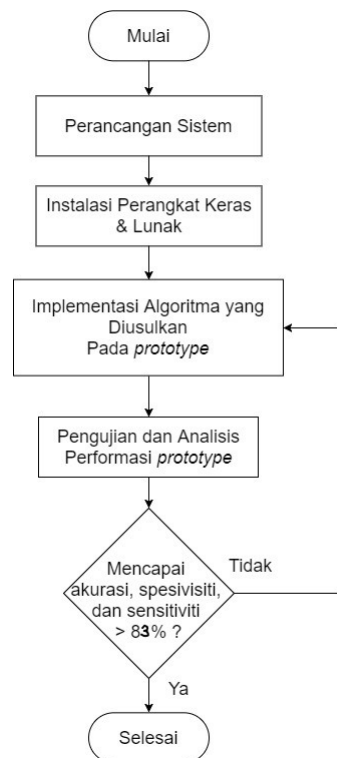 Mulai
Perancangan Sistem
Instalasi Perangkat Keras
& Lunak
Implementasi Algoritma yang
Diusulkan
Pada prototype
Pengujian dan Analisis
Performasi prototype
Mencapai
akurasi, spesivisiti,
dan sensitiviti
> 83% ?
Tidak
Ya
Selesai